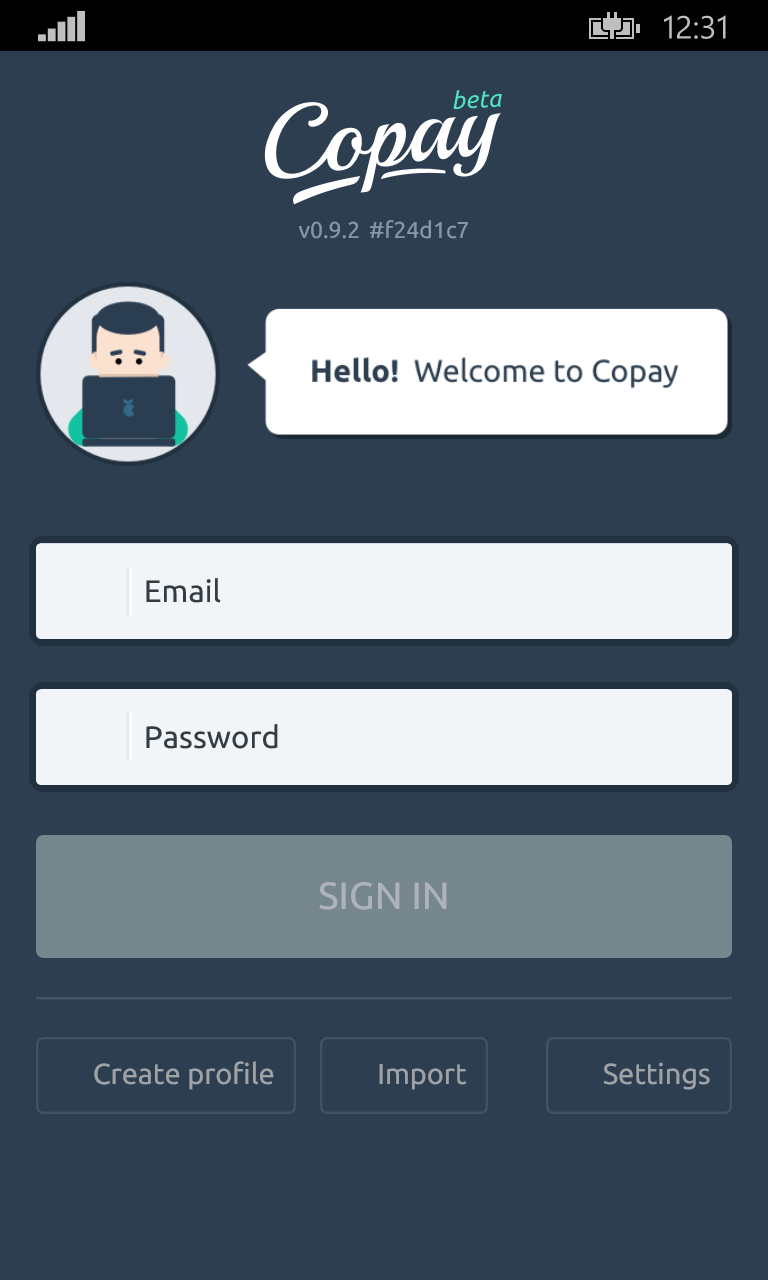 12:31
beta
Copay
v0.9.2 #f24d1c7
Hello! Welcome to Copay
Email
Password
SIGN IN
Create profile Import Settings